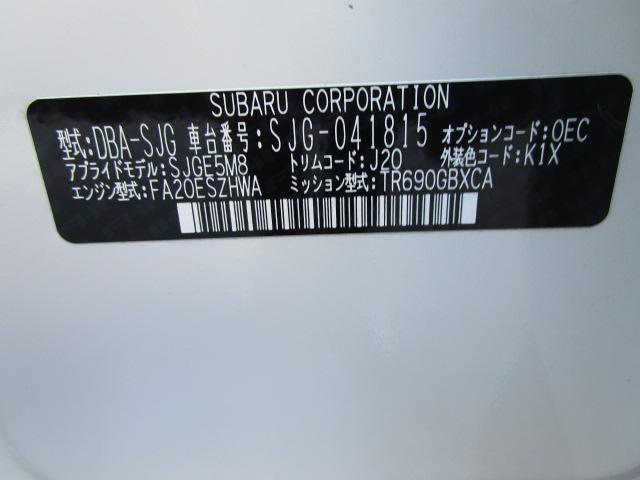 SUBARU CORPORATION
型式:DBA-SJG 車台番号:SJG-041815 オプションコード:OEC
アプライドモデル:SJGE5M8 トリムコード:J20 外装色コード:K1X
エンジン型式:FA20ESZHWA ミッション型式:TR690GBXCA